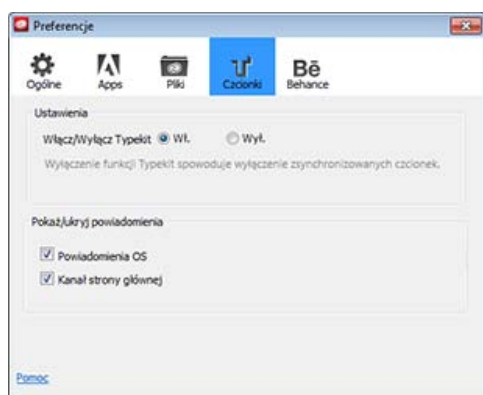 Preferencje
Ogólne Apps Pliki Czcionki Bē Behance
Ustawienia
Włącz/Wyłącz Typekit Wł. Wył.
Wyłączenie funkcji Typekit spowoduje wyłączenie zsynchronizowanych czcionek.
Pokaż/ukryj powiadomienia
Powiadomienia OS
Kanał strony głównej
Pomoc